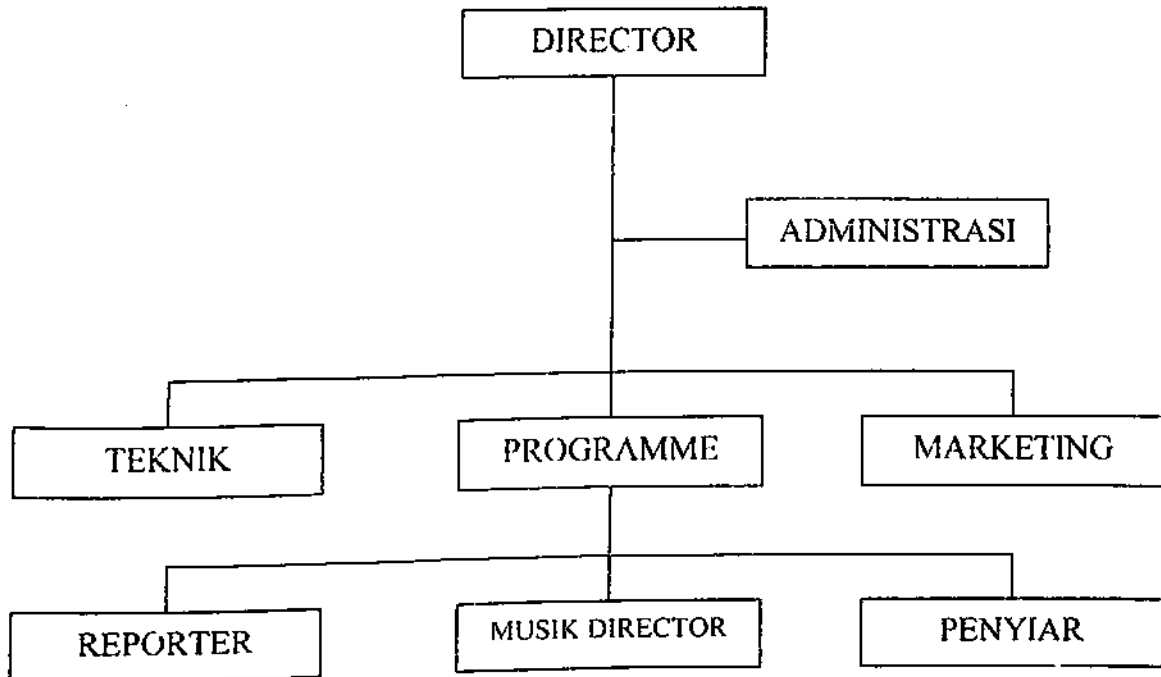 DIRECTOR
ADMINISTRASI
TEKNIK
PROGRAMME
MARKETING
REPORTER
MUSIK DIRECTOR
PENYIAR